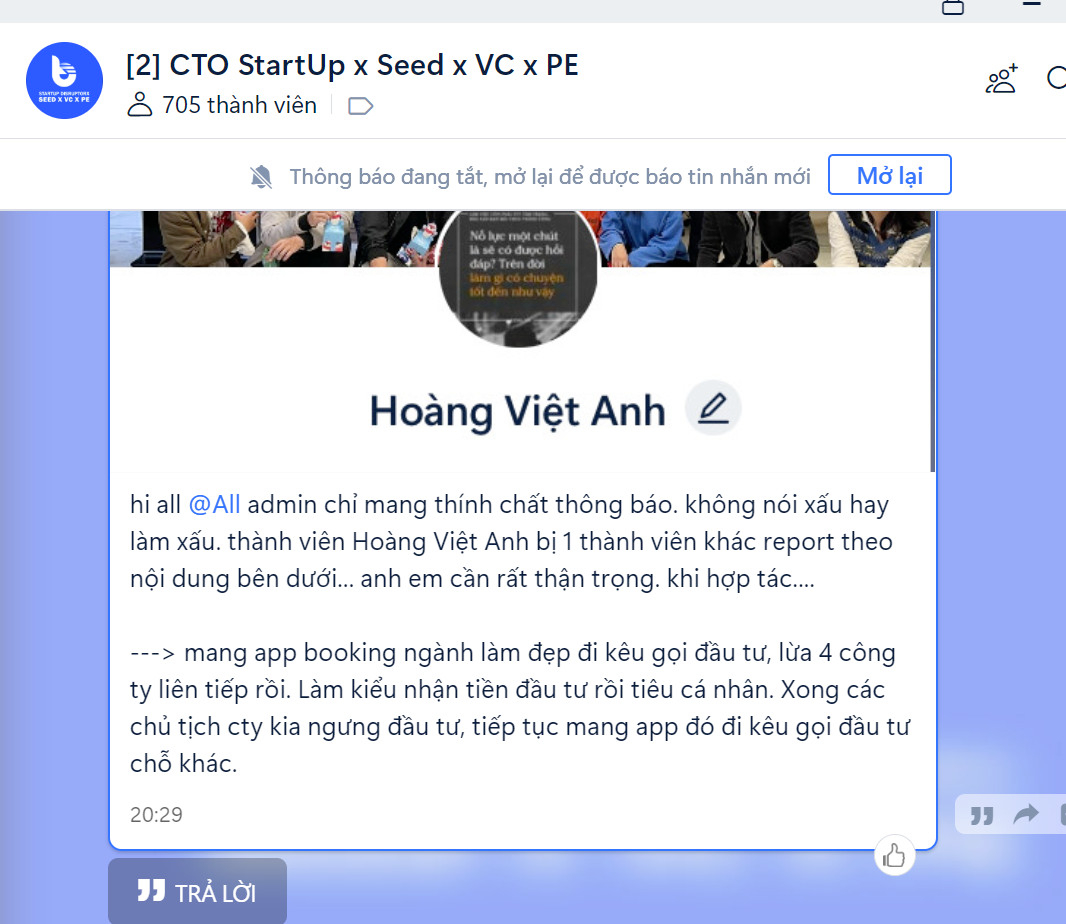 [2] CTO StartUp x Seed x VC x PE
705 thành viên
STARTUP DISRUPTORS
SEED X VC X PE
Thông báo đang tắt, mở lại để được báo tin nhắn mới
Mở lại
Nỗ lực một chút
là sẽ có được hồi
đáp? Trên đời
làm gì có chuyện
tốt đến như vậy
Hoàng Việt Anh
hi all @All admin chỉ mang thính chất thông báo. không nói xấu hay
làm xấu. thành viên Hoàng Việt Anh bị 1 thành viên khác report theo
nội dung bên dưới... anh em cần rất thận trọng. khi hợp tác....
---> mang app booking ngành làm đẹp đi kêu gọi đầu tư, lừa 4 công
ty liên tiếp rồi. Làm kiểu nhận tiền đầu tư rồi tiêu cá nhân. Xong các
chủ tịch cty kia ngưng đầu tư, tiếp tục mang app đó đi kêu gọi đầu tư
chỗ khác.
20:29
TRẢ LỜI